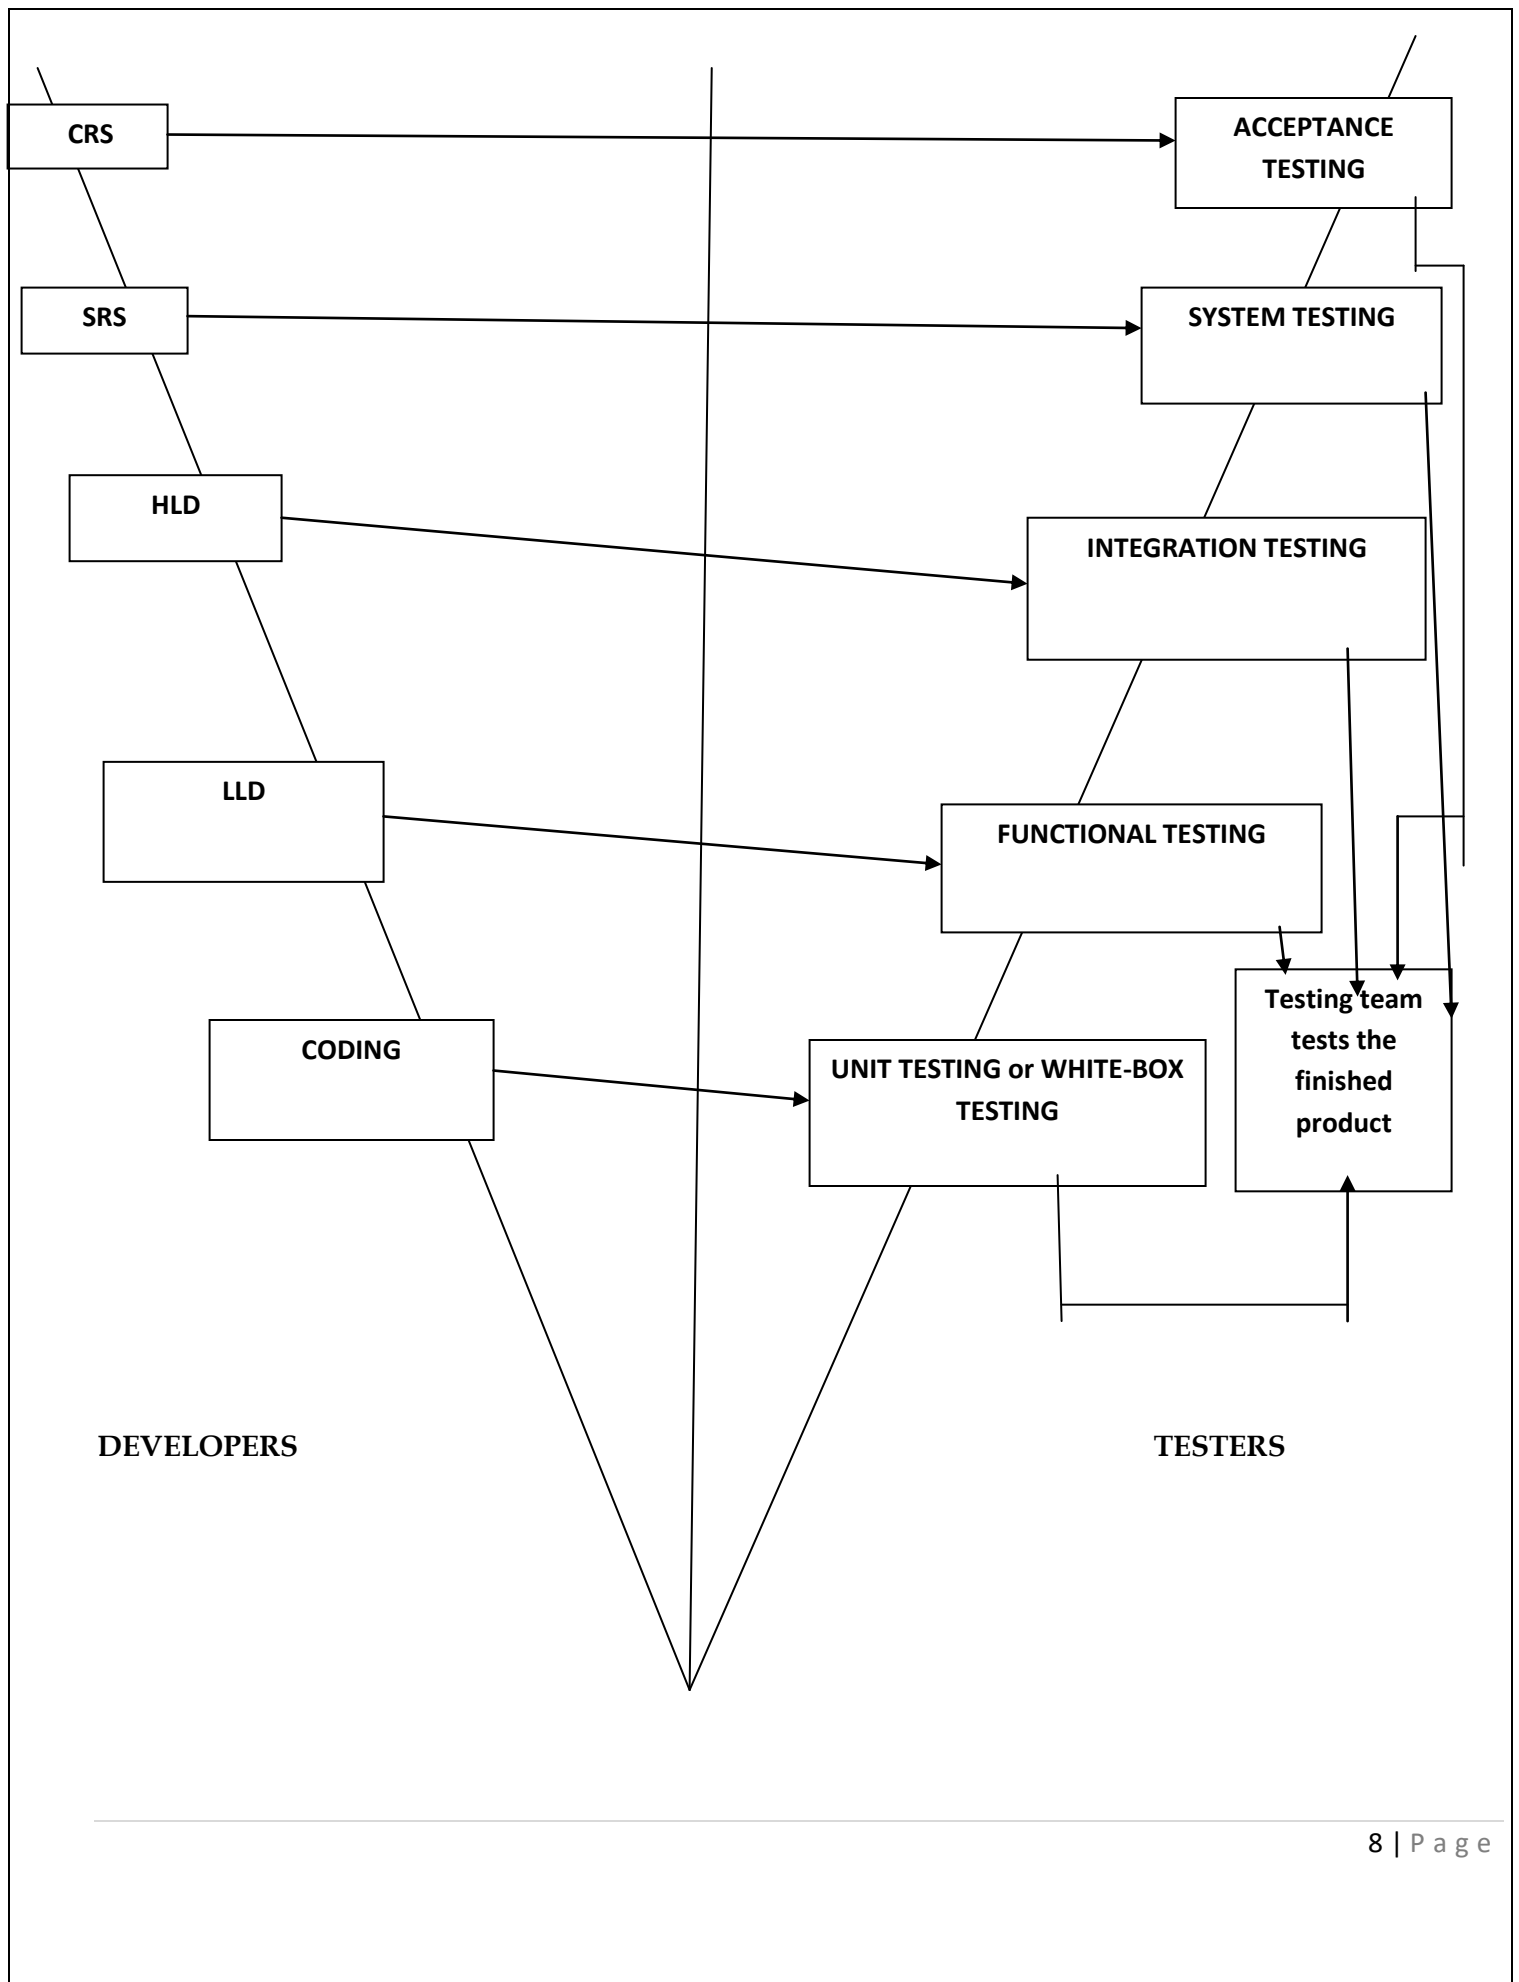 CRS
ACCEPTANCE
TESTING
SRS
SYSTEM TESTING
HLD
INTEGRATION TESTING
LLD
FUNCTIONAL TESTING
Testing team
tests the
finished
product
CODING
UNIT TESTING or WHITE-BOX
TESTING
DEVELOPERS
TESTERS
8 | Page